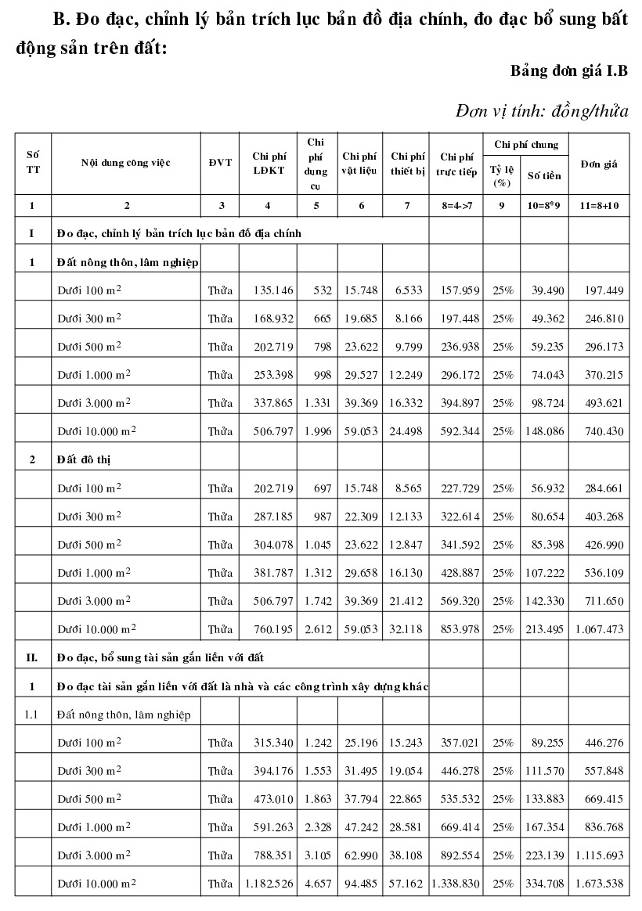 B. Đo đạc, chỉnh lý bản trích lục bản đồ địa chính, đo đạc bổ sung bất
động sản trên đất:
Bảng đơn giá I.B
Đơn vị tính: đồng/thửa
Số TT Nội dung công việc ĐVT Chi phí LĐKT Chi phí dụng cụ Chi phí vật liệu Chi phí thiết bị Chi phí trực tiếp Chi phí chung Tỷ lệ (%) Số tiền Đơn giá
1 2 3 4 5 6 7 8=4->7 9 10=8*9 11=8+10
I Đo đạc, chỉnh lý bản trích lục bản đồ địa chính
1 Đất nông thôn, lâm nghiệp
Dưới 100 m2 Thửa 135.146 532 15.748 6.533 157.959 25% 39.490 197.449
Dưới 300 m2 Thửa 168.932 665 19.685 8.166 197.448 25% 49.362 246.810
Dưới 500 m2 Thửa 202.719 798 23.622 9.799 236.938 25% 59.235 296.173
Dưới 1.000 m2 Thửa 253.398 998 29.527 12.249 296.172 25% 74.043 370.215
Dưới 3.000 m2 Thửa 337.865 1.331 39.369 16.332 394.897 25% 98.724 493.621
Dưới 10.000 m2 Thửa 506.797 1.996 59.053 24.498 592.344 25% 148.086 740.430
2 Đất đô thị
Dưới 100 m2 Thửa 202.719 697 15.748 8.565 227.729 25% 56.932 284.661
Dưới 300 m2 Thửa 287.185 987 22.309 12.133 322.614 25% 80.654 403.268
Dưới 500 m2 Thửa 304.078 1.045 23.622 12.847 341.592 25% 85.398 426.990
Dưới 1.000 m2 Thửa 381.787 1.312 29.658 16.130 428.887 25% 107.222 536.109
Dưới 3.000 m2 Thửa 506.797 1.742 39.369 21.412 569.320 25% 142.330 711.650
Dưới 10.000 m2 Thửa 760.195 2.612 59.053 32.118 853.978 25% 213.495 1.067.473
II. Đo đạc, bổ sung tài sản gắn liền với đất
1 Đo đạc tài sản gắn liền với đất là nhà và các công trình xây dựng khác
1.1 Đất nông thôn, lâm nghiệp
Dưới 100 m2 Thửa 315.340 1.242 25.196 15.243 357.021 25% 89.255 446.276
Dưới 300 m2 Thửa 394.176 1.553 31.495 19.054 446.278 25% 111.570 557.848
Dưới 500 m2 Thửa 473.010 1.863 37.794 22.865 535.532 25% 133.883 669.415
Dưới 1.000 m2 Thửa 591.263 2.328 47.242 28.581 669.414 25% 167.354 836.768
Dưới 3.000 m2 Thửa 788.351 3.105 62.990 38.108 892.554 25% 223.139 1.115.693
Dưới 10.000 m2 Thửa 1.182.526 4.657 94.485 57.162 1.338.830 25% 334.708 1.673.538